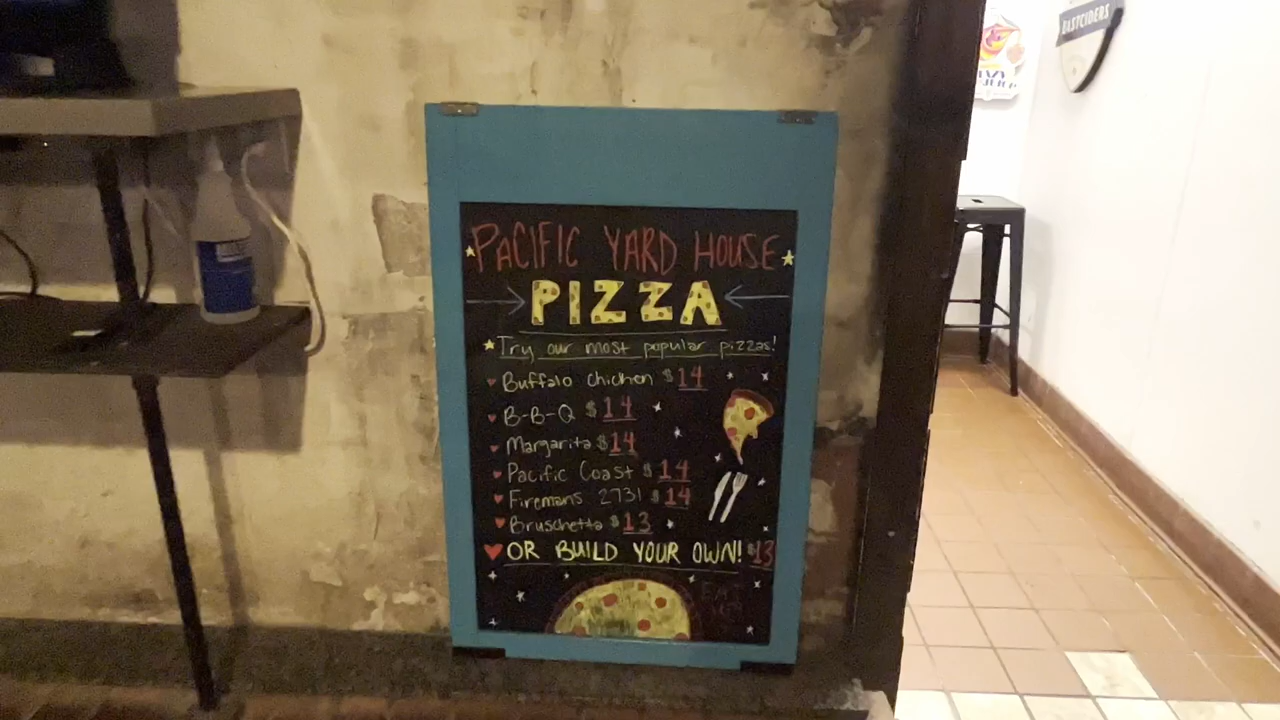 PACIFIC YARD HOUSE
PIZZA
Try our most popular pizzas!
Buffalo chicken $14
B-B-Q $14
Margarita $14
Pacific Coast $14
Firemans 2731 $14
Bruschetta $13
OR BUILD YOUR OWN! $13
EASTCIDERS